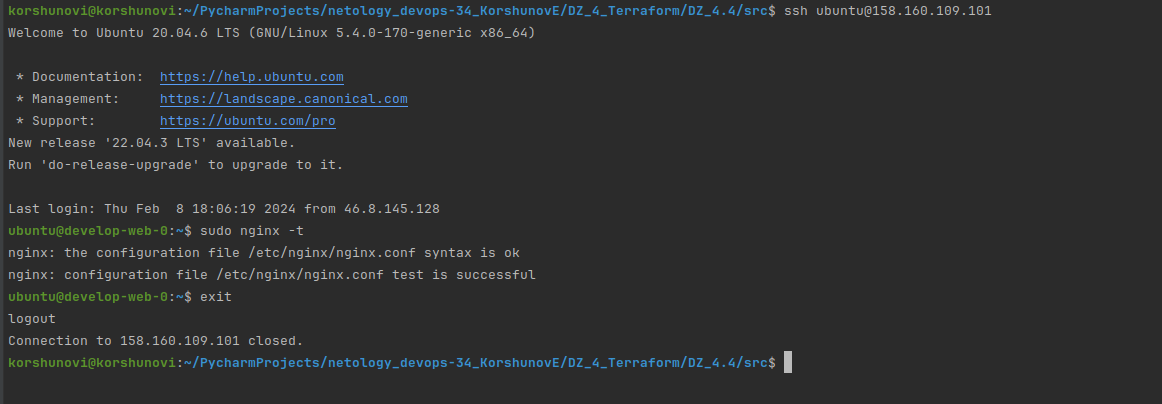 korshunovi@korshunovi:~/PycharmProjects/netology_devops-34_KorshunovE/DZ_4_Terraform/DZ_4.4/src$ ssh ubuntu@158.160.109.101
Welcome to Ubuntu 20.04.6 LTS (GNU/Linux 5.4.0-170-generic x86_64)
* Documentation:  https://help.ubuntu.com
* Management:     https://landscape.canonical.com
* Support:        https://ubuntu.com/pro
New release '22.04.3 LTS' available.
Run 'do-release-upgrade' to upgrade to it.
Last login: Thu Feb  8 18:06:19 2024 from 46.8.145.128
ubuntu@develop-web-0:~$ sudo nginx -t
nginx: the configuration file /etc/nginx/nginx.conf syntax is ok
nginx: configuration file /etc/nginx/nginx.conf test is successful
ubuntu@develop-web-0:~$ exit
logout
Connection to 158.160.109.101 closed.
korshunovi@korshunovi:~/PycharmProjects/netology_devops-34_KorshunovE/DZ_4_Terraform/DZ_4.4/src$